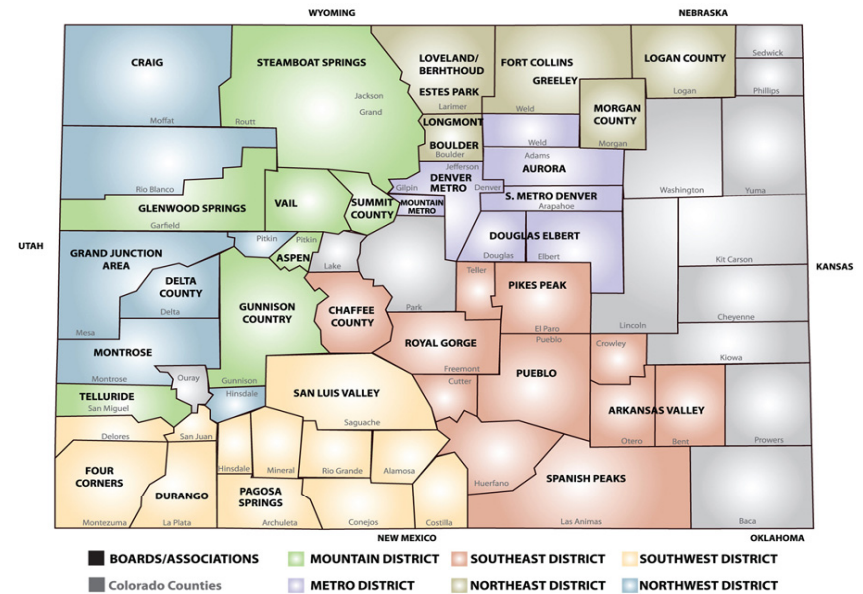 WYOMING
NEBRASKA
CRAIG
STEAMBOAT SPRINGS
LOVELAND/
BERHTHOUD
FORT COLLINS
LOGAN COUNTY
Sedwick
GREELEY
ESTES PARK
Jackson
Logan
Phillips
Larimer
Weld
Grand
MORGAN
COUNTY
Moffat
Routt
LONGMONT
Weld
Morgan
BOULDER
Boulder
Adams
Jefferson
AURORA
DENVER
METRO
Rio Blanco
Gilpin
Denver
Washington
Yuma
S. METRO DENVER
VAIL
SUMMIT
COUNTY
MOUNTAIN
METRO
Arapahoe
GLENWOOD SPRINGS
Garfield
UTAH
Pitkin
Pitkin
DOUGLAS ELBERT
GRAND JUNCTION
AREA
ASPEN
Douglas
Elbert
Kit Carson
Lake
KANSAS
Teller
DELTA
COUNTY
PIKES PEAK
GUNNISON
COUNTRY
CHAFFEE
COUNTY
Park
Delta
Cheyenne
Mesa
El Paro
Lincoln
Pueblo
MONTROSE
ROYAL GORGE
Crowley
Kiowa
Freemont
PUEBLO
Montrose
Ouray
Gunnison
Cutter
TELLURIDE
Hinsdale
SAN LUIS VALLEY
San Miguel
ARKANSAS VALLEY
Saguache
Delores
San Juan
Otero
Bent
Prowers
FOUR
CORNERS
Hinsdale
Mineral
Rio Grande
Alamosa
SPANISH PEAKS
Huerfano
DURANGO
PAGOSA
SPRINGS
Montezuma
La Plata
Archuleta
Conejos
Costilla
Las Animas
Baca
NEW MEXICO
OKLAHOMA
BOARDS/ASSOCIATIONS
MOUNTAIN DISTRICT
SOUTHEAST DISTRICT
SOUTHWEST DISTRICT
Colorado Counties
METRO DISTRICT
NORTHEAST DISTRICT
NORTHWEST DISTRICT